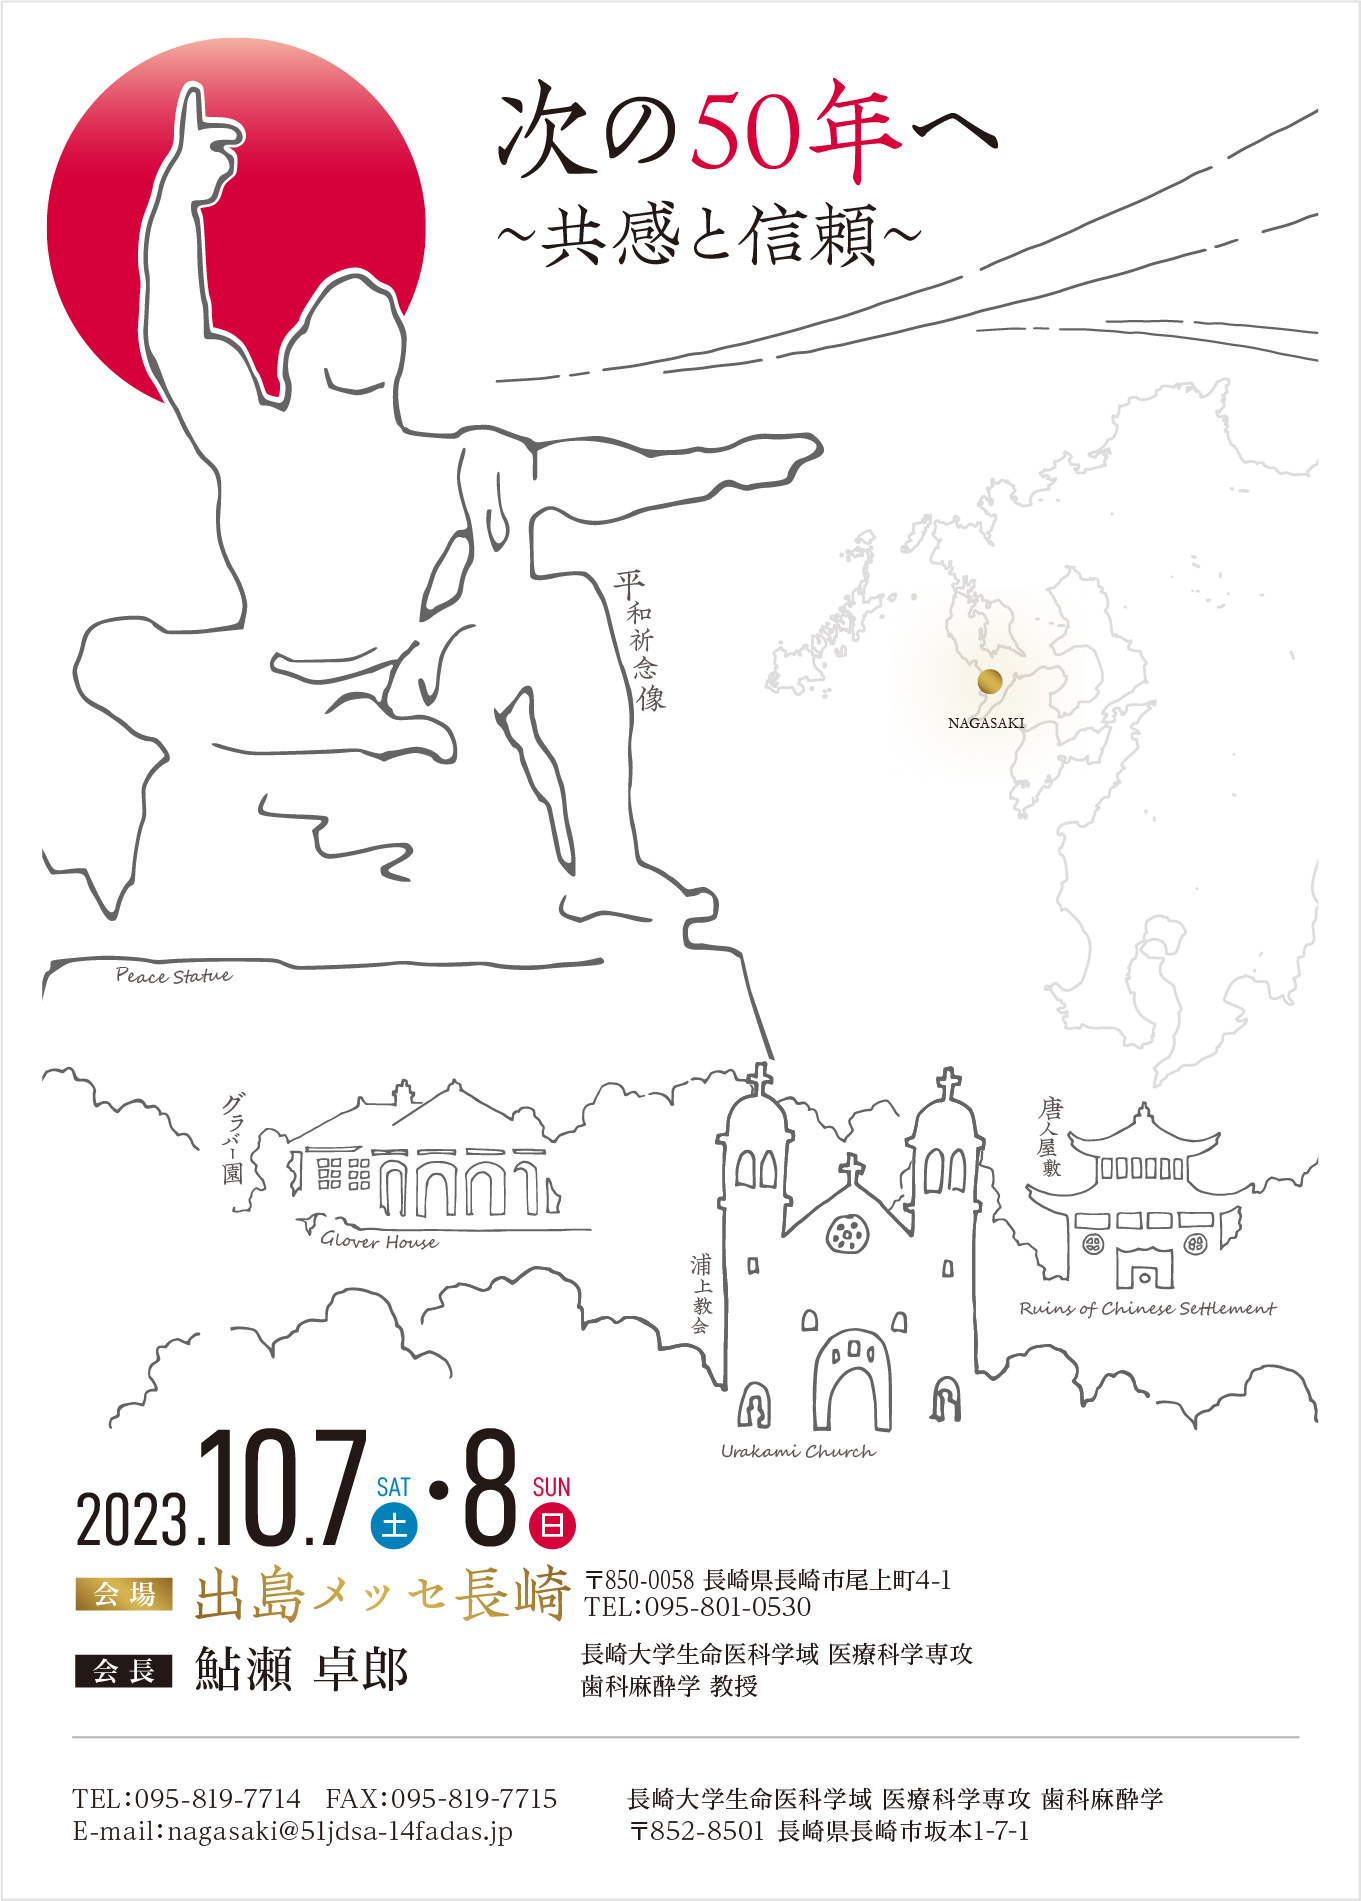 次の50年へ
～共感と信頼～
平和祈念像
NAGASAKI
Peace Statue
グラバー園
Glover House
唐人屋敷
Ruins of Chinese Settlement
浦上教会
Urakami Church
2023.10.7 SAT 土・8 SUN 日
会場 出島メッセ長崎 〒850-0058 長崎県長崎市尾上町4-1
TEL：095-801-0530
会長 鮎瀬 卓郎 長崎大学生命医科学域 医療科学専攻
歯科麻酔学 教授
TEL：095-819-7714 FAX：095-819-7715
E-mail：nagasaki@51jdsa-14fadas.jp
長崎大学生命医科学域 医療科学専攻 歯科麻酔学
〒852-8501 長崎県長崎市坂本1-7-1